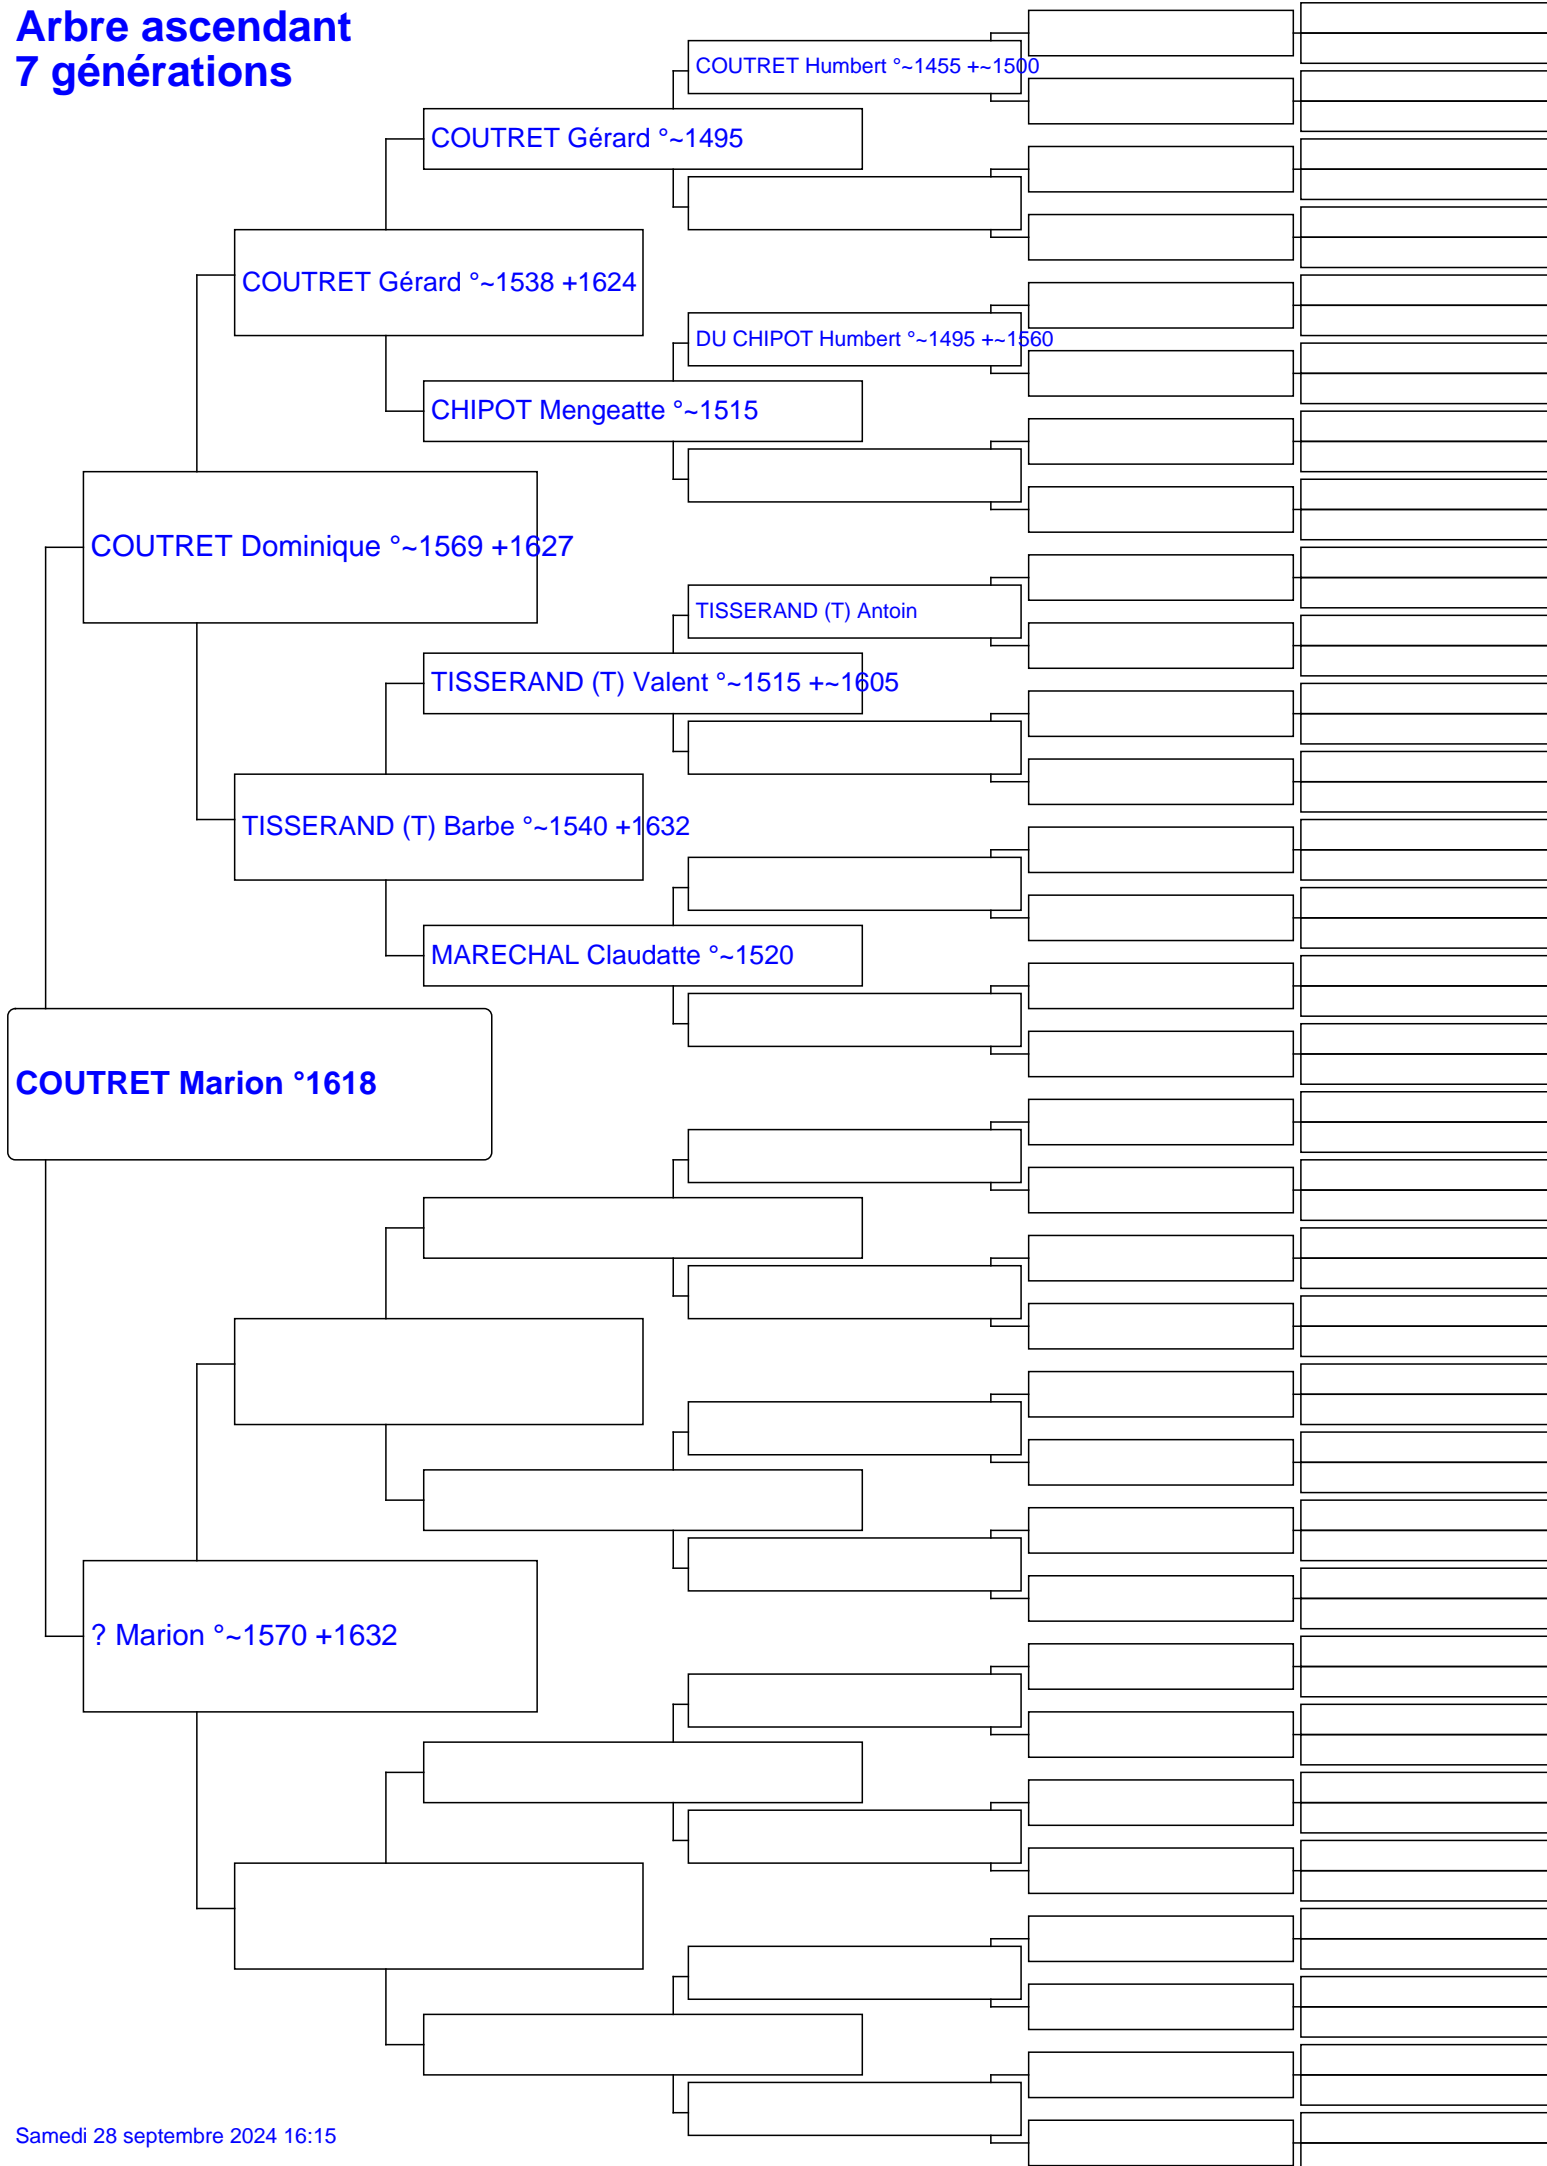 Arbre ascendant
7 générations
COUTRET Humbert °~1455 +~1500
COUTRET Gérard °~1495
COUTRET Gérard °~1538 +1624
DU CHIPOT Humbert °~1495 +~1560
CHIPOT Mengeatte °~1515
COUTRET Dominique °~1569 +1627
TISSERAND (T) Antoin
TISSERAND (T) Valent °~1515 +~1605
TISSERAND (T) Barbe °~1540 +1632
MARECHAL Claudatte °~1520
COUTRET Marion °1618
? Marion °~1570 +1632
Samedi 28 septembre 2024 16:15